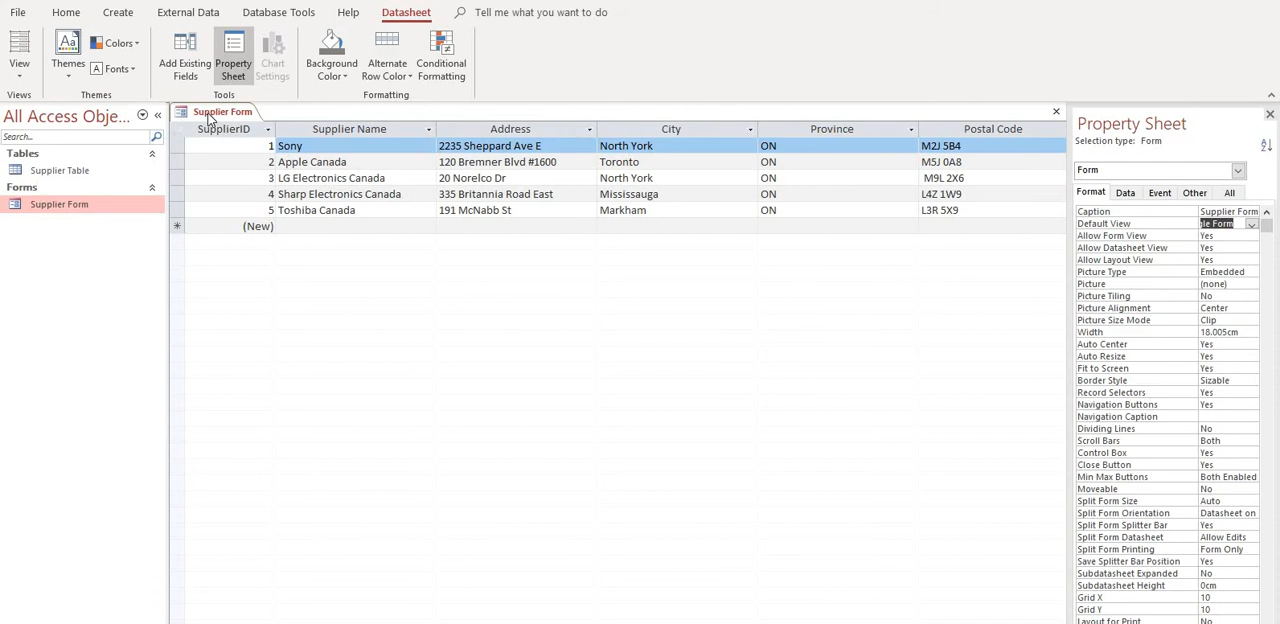 File Home Create External Data Database Tools Help Datasheet Tell me what you want to do
View
Themes
Colors
Fonts
Add Existing Fields
Property Sheet
Chart Settings
Background Color
Alternate Row Color
Conditional Formatting
Views Themes Tools Formatting
All Access Obje...
Search...
Tables
Supplier Table
Forms
Supplier Form
Supplier Form
SupplierID Supplier Name Address City Province Postal Code
1 Sony 2235 Sheppard Ave E North York ON M2J 5B4
2 Apple Canada 120 Bremner Blvd #1600 Toronto ON M5J 0A8
3 LG Electronics Canada 20 Norelco Dr North York ON M9L 2X6
4 Sharp Electronics Canada 335 Britannia Road East Mississauga ON L4Z 1W9
5 Toshiba Canada 191 McNabb St Markham ON L3R 5X9
(New)
Property Sheet
Selection type: Form
Form
Format Data Event Other All
Caption Supplier Form
Default View le Form
Allow Form View Yes
Allow Datasheet View Yes
Allow Layout View Yes
Picture Type Embedded
Picture (none)
Picture Tiling No
Picture Alignment Center
Picture Size Mode Clip
Width 18.005cm
Auto Center Yes
Auto Resize Yes
Fit to Screen Yes
Border Style Sizable
Record Selectors Yes
Navigation Buttons Yes
Navigation Caption
Dividing Lines No
Scroll Bars Both
Control Box Yes
Close Button Yes
Min Max Buttons Both Enabled
Moveable No
Split Form Size Auto
Split Form Orientation Datasheet on
Split Form Splitter Bar Yes
Split Form Datasheet Allow Edits
Split Form Printing Form Only
Save Splitter Bar Position Yes
Subdatasheet Expanded No
Subdatasheet Height 0cm
Grid X 10
Grid Y 10
Layout for Print No